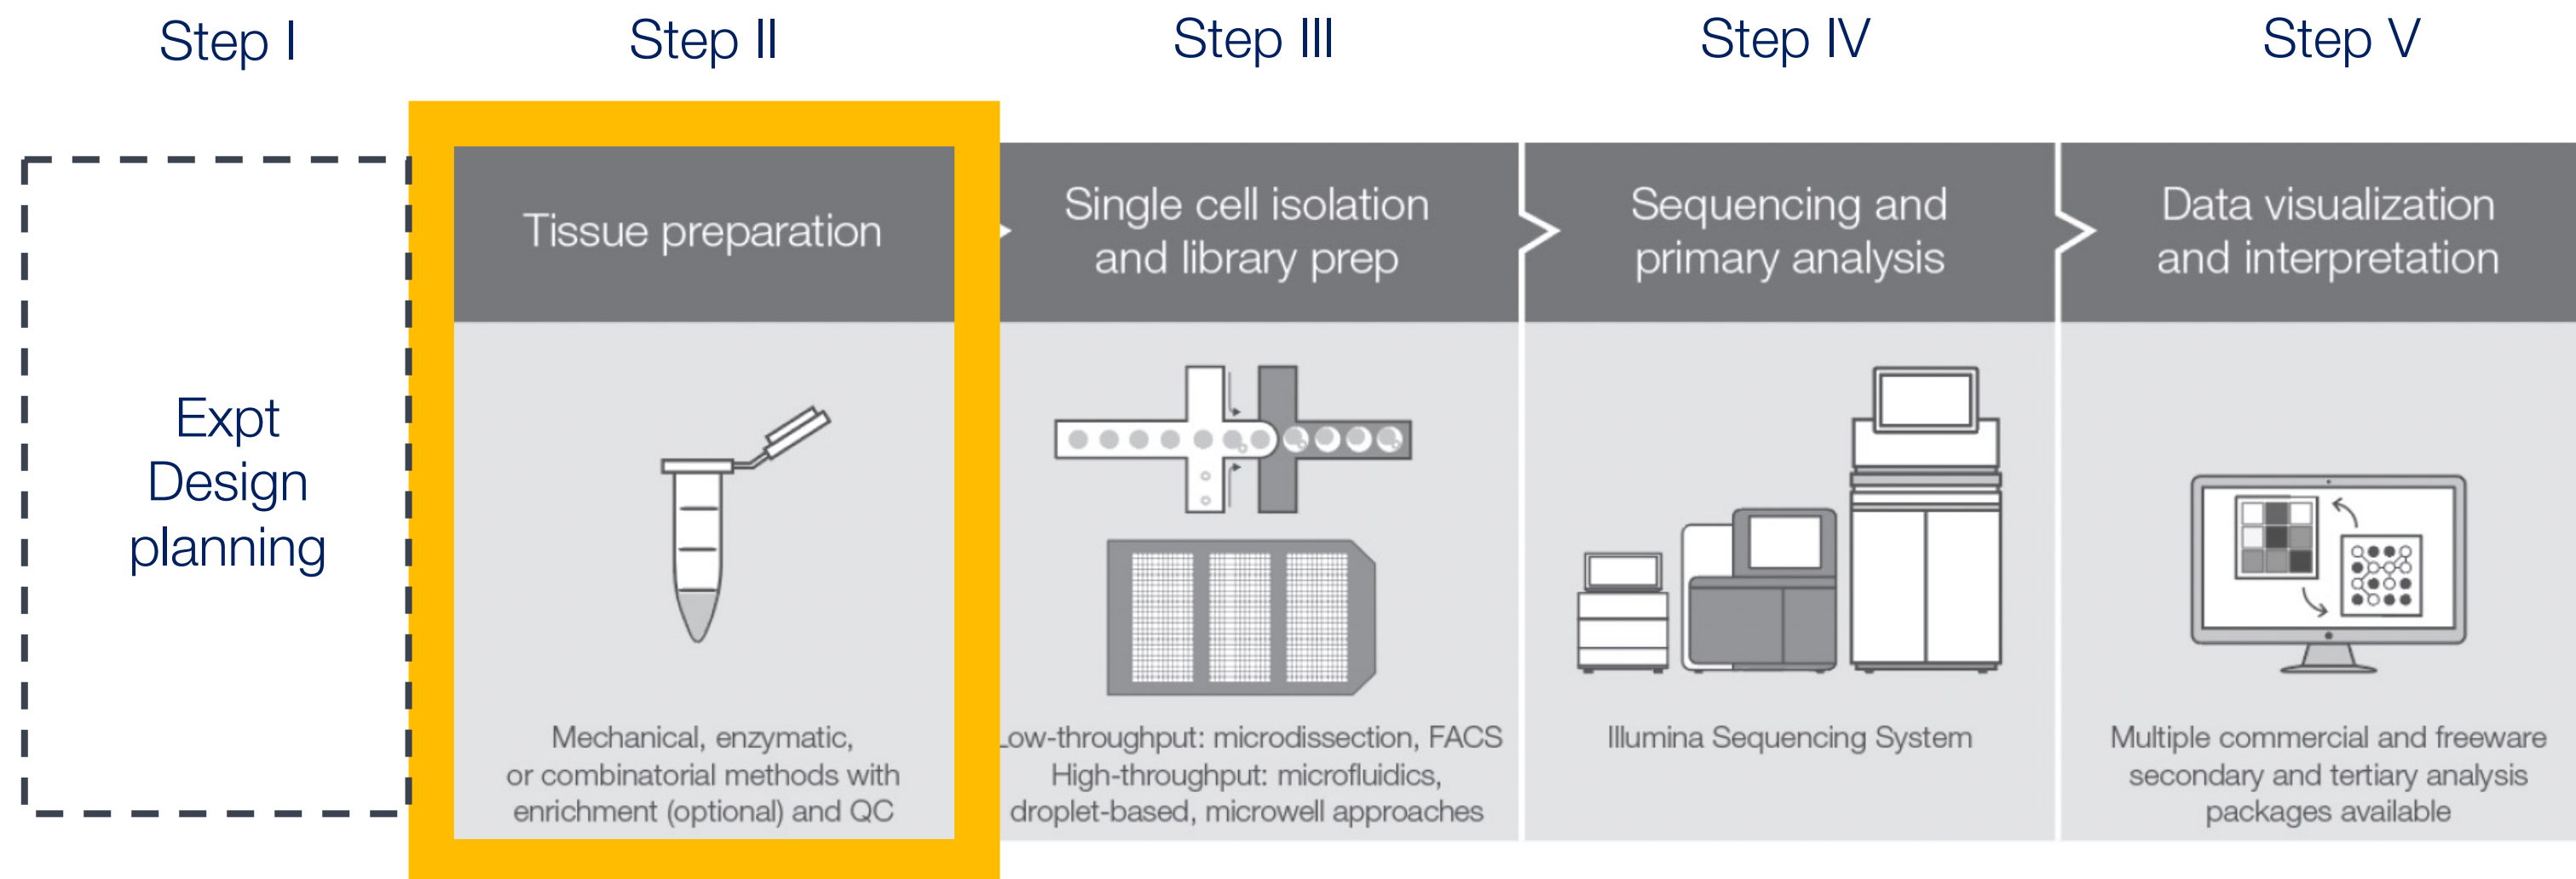 Step I
Step II
Step III
Step IV
Step V
Expt
Design
planning
Tissue preparation
Mechanical, enzymatic,
or combinatorial methods with
enrichment (optional) and QC
Single cell isolation
and library prep
Low-throughput: microdissection, FACS
High-throughput: microfluidics,
droplet-based, microwell approaches
Sequencing and
primary analysis
Illumina Sequencing System
Data visualization
and interpretation
Multiple commercial and freeware
secondary and tertiary analysis
packages available